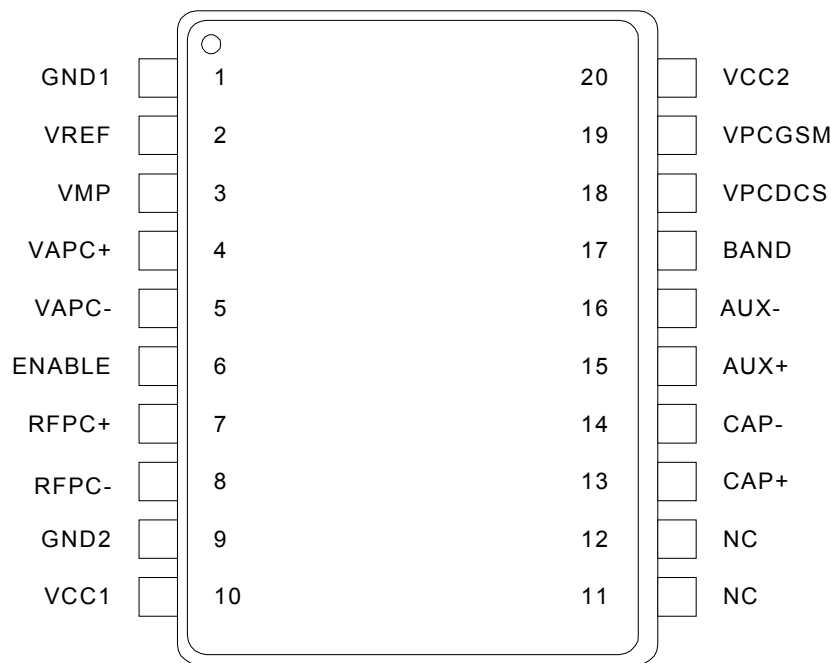 GND1 1 20 VCC2
VREF 2 19 VPCGSM
VMP 3 18 VPCDCS
VAPC+ 4 17 BAND
VAPC- 5 16 AUX-
ENABLE 6 15 AUX+
RFPC+ 7 14 CAP-
RFPC- 8 13 CAP+
GND2 9 12 NC
VCC1 10 11 NC